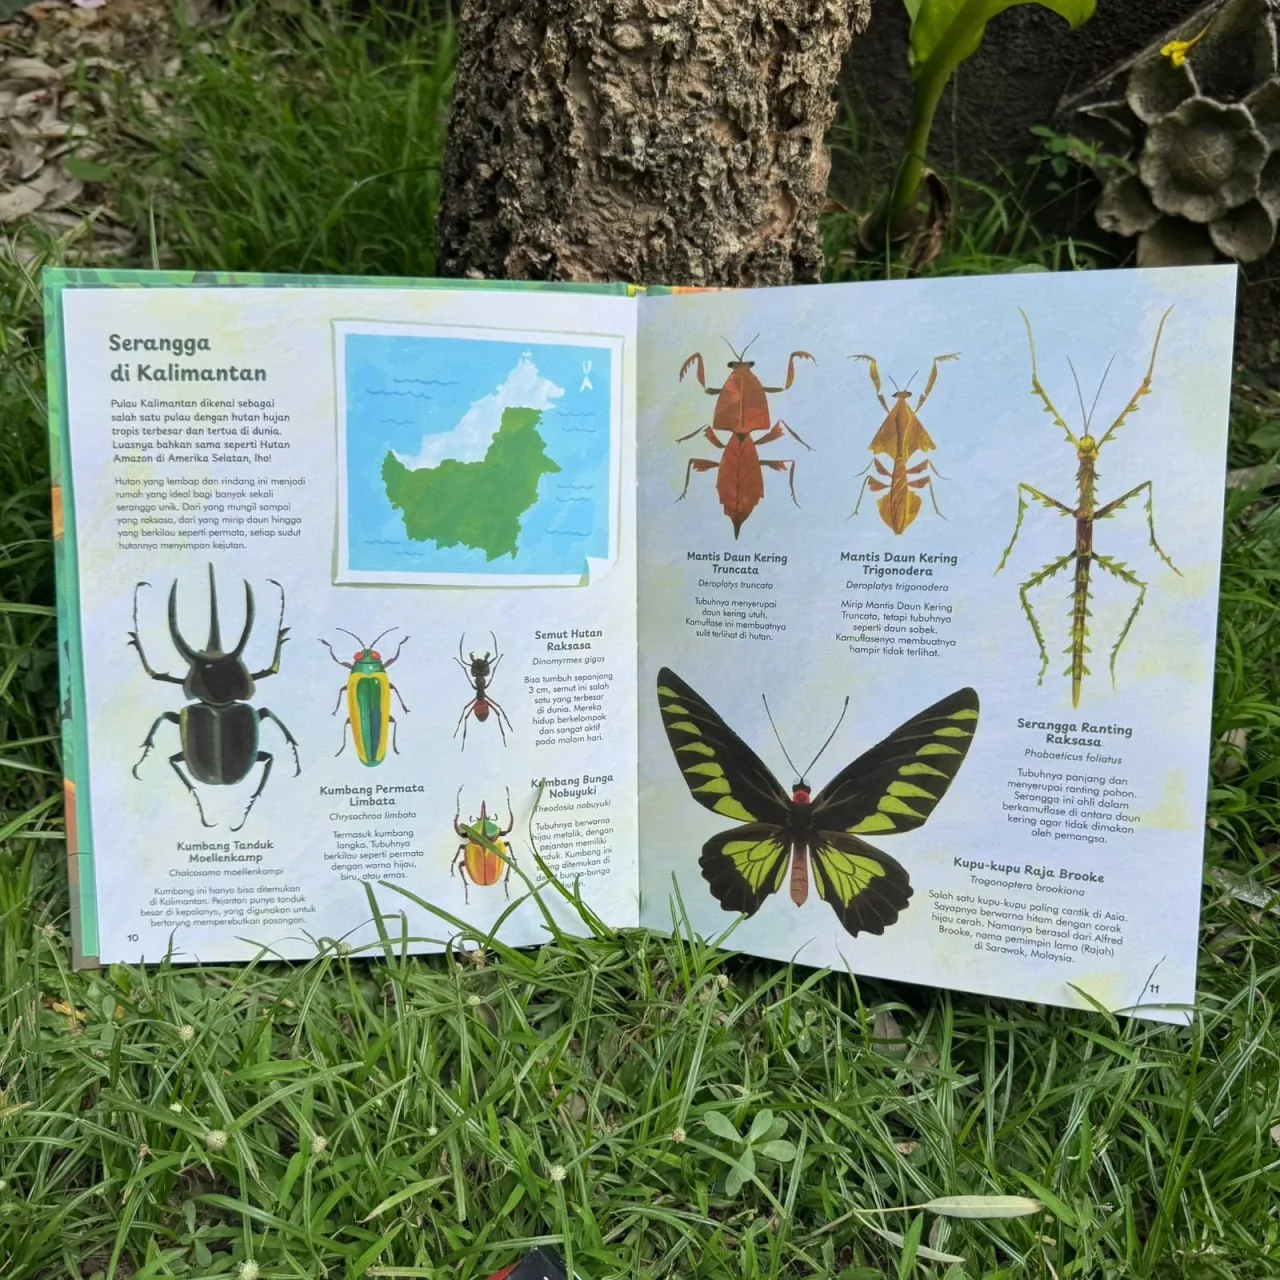 Serangga
di Kalimantan
Pulau Kalimantan dikenal sebagai
salah satu pulau dengan hutan hujan
tropis terbesar dan tertua di dunia.
Luasnya bahkan sama seperti Hutan
Amazon di Amerika Selatan, lho!
Hutan yang lembap dan rindang ini menjadi
rumah yang ideal bagi banyak sekali
serangga unik. Dari yang mungil sampai
yang raksasa, dari yang mirip daun hingga
yang berkilau seperti permata, setiap sudut
hutannya menyimpan kejutan.
U
Kumbang Tanduk
Moellenkamp
Chalcosoma moellenkampi
Kumbang ini hanya bisa ditemukan
di Kalimantan. Pejantan punya tanduk
besar di kepalanya, yang digunakan untuk
bertarung memperebutkan pasangan.
10
Kumbang Permata
Limbata
Chrysochroa limbata
Termasuk kumbang
langka. Tubuhnya
berkilau seperti permata
dengan warna hijau,
biru, atau emas.
Semut Hutan
Raksasa
Dinomyrmex gigas
Bisa tumbuh sepanjang
3 cm, semut ini salah
satu yang terbesar
di dunia. Mereka
hidup berkelompok
dan sangat aktif
pada malam hari.
Kumbang Bunga
Nobuyuki
Theodosia nobuyuki
Tubuhnya berwarna
hijau metalik, dengan
pejantan memiliki
tanduk. Kumbang ini
sering ditemukan di
bunga-bunga
hutan.
Mantis Daun Kering
Truncata
Deroplatys truncata
Tubuhnya menyerupai
daun kering utuh.
Kamuflase ini membuatnya
sulit terlihat di hutan.
Mantis Daun Kering
Trigonodera
Deroplatys trigonodera
Mirip Mantis Daun Kering
Truncata, tetapi tubuhnya
seperti daun sobek.
Kamuflasenya membuatnya
hampir tidak terlihat.
Serangga Ranting
Raksasa
Phobaeticus foliatus
Tubuhnya panjang dan
menyerupai ranting pohon.
Serangga ini ahli dalam
berkamuflase di antara daun
kering agar tidak dimakan
oleh pemangsa.
Kupu-kupu Raja Brooke
Trogonoptera brookiana
Salah satu kupu-kupu paling cantik di Asia.
Sayapnya berwarna hitam dengan corak
hijau cerah. Namanya berasal dari Alfred
Brooke, nama pemimpin lama (Rajah)
di Sarawak, Malaysia.
11